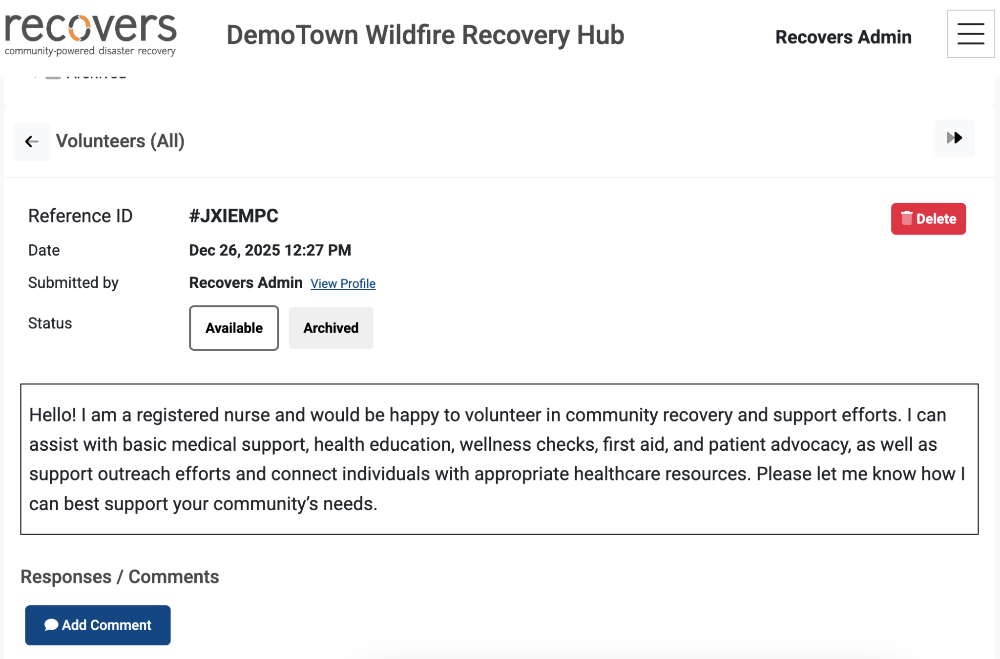 recovers
community-powered disaster recovery
DemoTown Wildfire Recovery Hub
Recovers Admin
Archived
Volunteers (All)
Reference ID #JXIEMPC
Delete
Date Dec 26, 2025 12:27 PM
Submitted by Recovers Admin View Profile
Status Available Archived
Hello! I am a registered nurse and would be happy to volunteer in community recovery and support efforts. I can
assist with basic medical support, health education, wellness checks, first aid, and patient advocacy, as well as
support outreach efforts and connect individuals with appropriate healthcare resources. Please let me know how I
can best support your community’s needs.
Responses / Comments
Add Comment